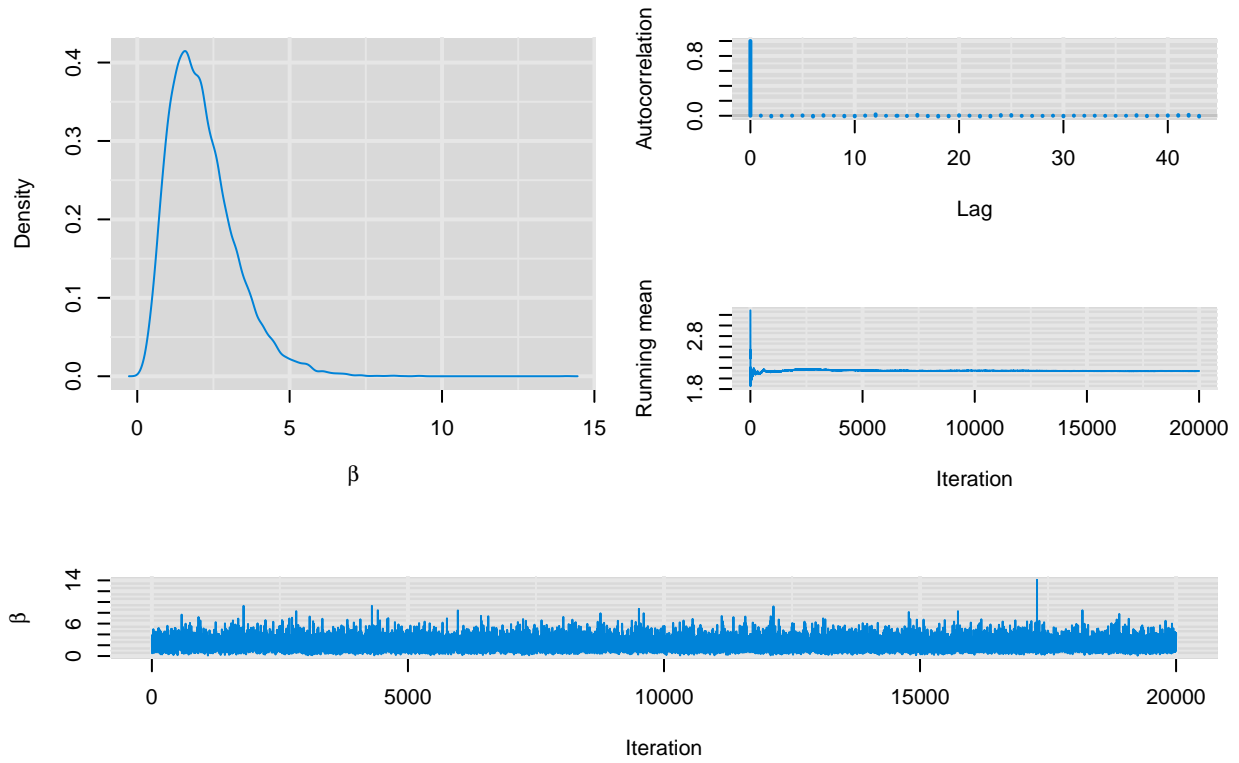 Density
0.0 0.1 0.2 0.3 0.4
0 5 10 15
β
Autocorrelation
0.0 0.8
0 10 20 30 40
Lag
Running mean
1.8 2.8
0 5000 10000 15000 20000
Iteration
β
0 6 14
0 5000 10000 15000 20000
Iteration